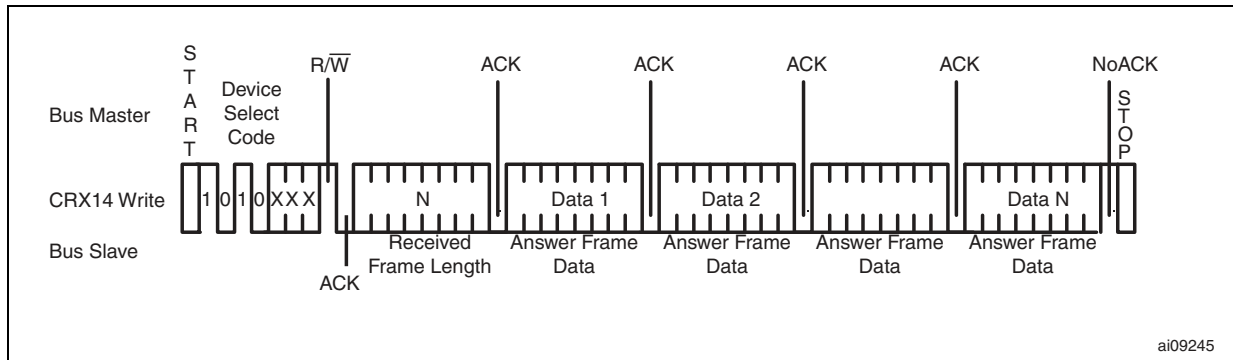 START
Device
Select
Code
R/W̅
ACK
ACK
ACK
ACK
NoACK
STOP
Bus Master
CRX14 Write
1 0 1 0 X X X
N
Data 1
Data 2
Data N
Bus Slave
ACK
Received
Frame Length
Answer Frame
Data
Answer Frame
Data
Answer Frame
Data
Answer Frame
Data
ai09245